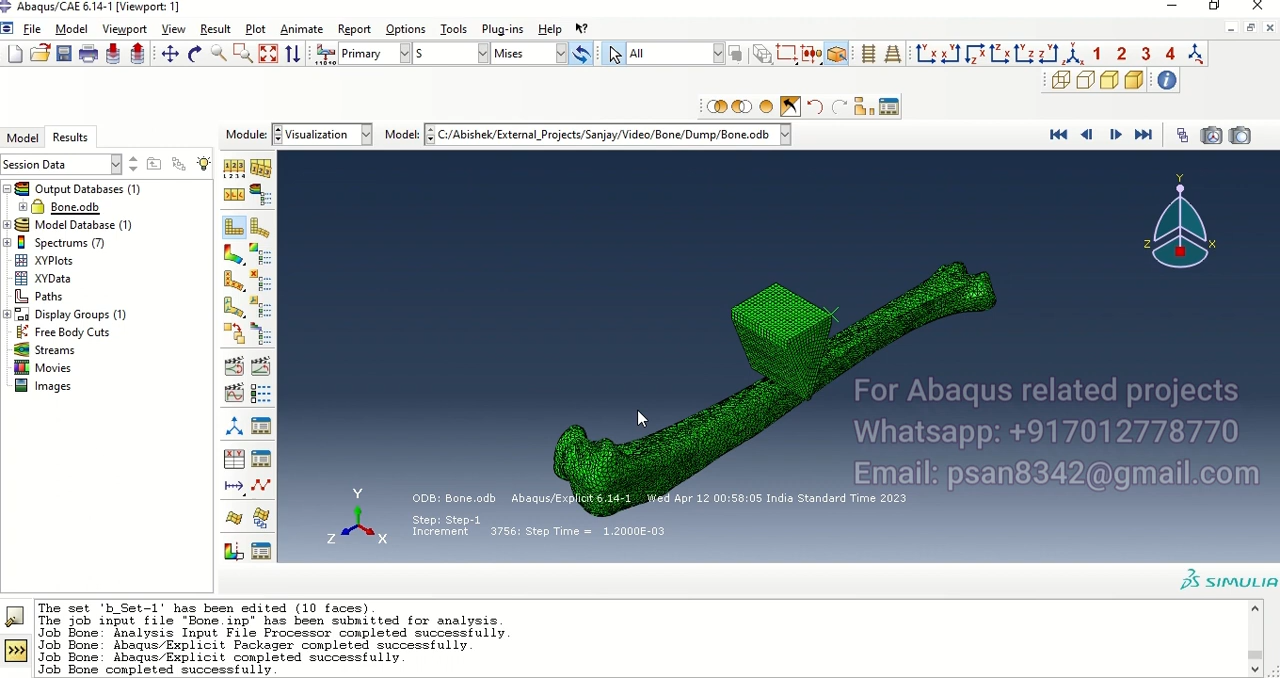 Abaqus/CAE 6.14-1 [Viewport: 1]
File Model Viewport View Result Plot Animate Report Options Tools Plug-ins Help
Primary S Mises All
1 2 3 4
Model Results Module: Visualization Model: C:/Abishek/External_Projects/Sanjay/Video/Bone/Dump/Bone.odb
Session Data
Output Databases (1)
Bone.odb
Model Database (1)
Spectrums (7)
XYPlots
XYData
Paths
Display Groups (1)
Free Body Cuts
Streams
Movies
Images
Y
Z X
For Abaqus related projects
Whatsapp: +917012778770
Email: psan8342@gmail.com
Y
Z X
ODB: Bone.odb Abaqus/Explicit 6.14-1 Wed Apr 12 00:58:05 India Standard Time 2023
Step: Step-1
Increment 3756: Step Time = 1.2000E-03
SIMULIA
The set 'b_Set-1' has been edited (10 faces).
The job input file "Bone.inp" has been submitted for analysis.
Job Bone: Analysis Input File Processor completed successfully.
Job Bone: Abaqus/Explicit Packager completed successfully.
Job Bone: Abaqus/Explicit completed successfully.
Job Bone completed successfully.